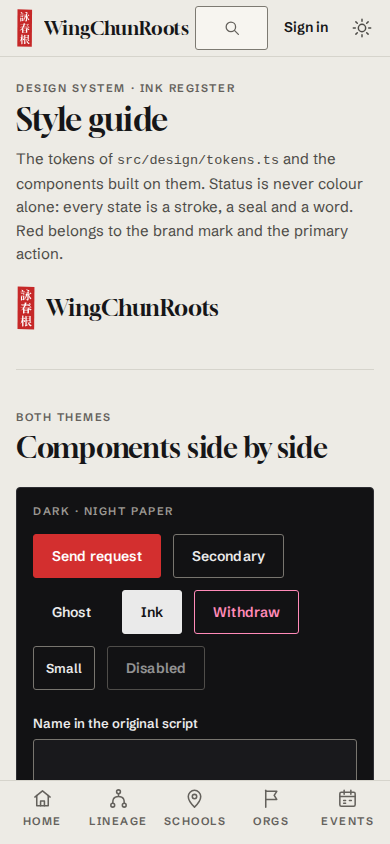 詠春根
WingChunRoots
Sign in
DESIGN SYSTEM · INK REGISTER
Style guide
The tokens of src/design/tokens.ts and the
components built on them. Status is never colour
alone: every state is a stroke, a seal and a word.
Red belongs to the brand mark and the primary
action.
詠春根
WingChunRoots
BOTH THEMES
Components side by side
DARK · NIGHT PAPER
Send request
Secondary
Ghost
Ink
Withdraw
Small
Disabled
Name in the original script
HOME
LINEAGE
SCHOOLS
ORGS
EVENTS